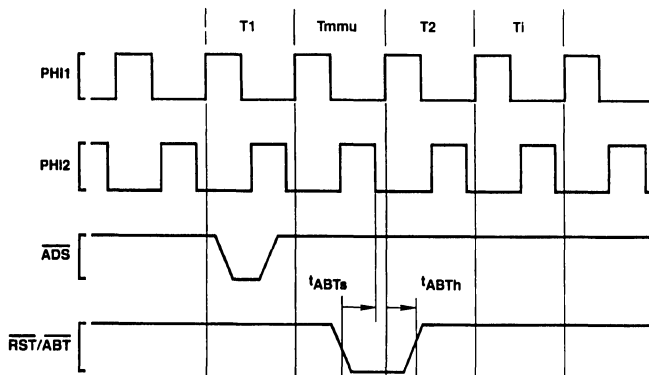 T1 Tmmu T2 Ti
PHI1
PHI2
ADS
tABTs tABTh
RST/ABT